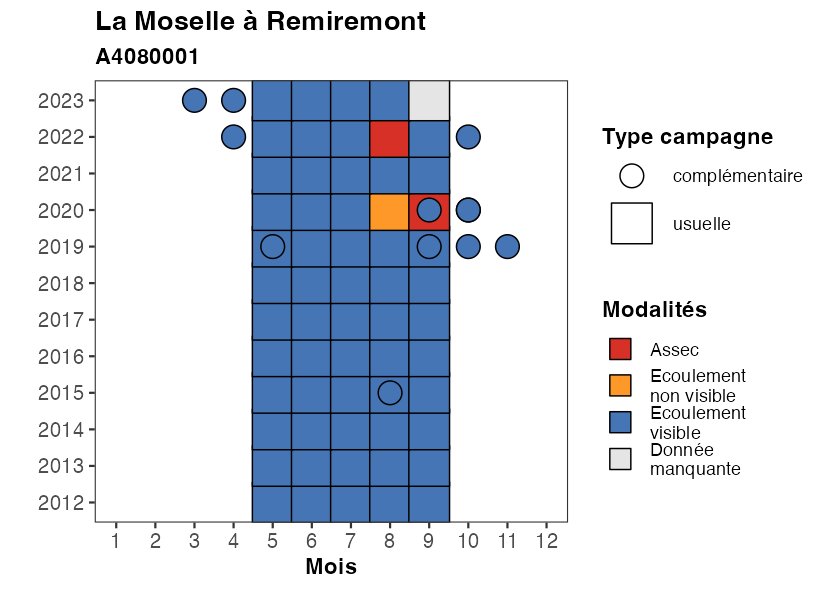 La Moselle à Remiremont
A4080001
2023
2022
2021
2020
2019
2018
2017
2016
2015
2014
2013
2012
1 2 3 4 5 6 7 8 9 10 11 12
Mois
Type campagne
complémentaire
usuelle
Modalités
Assec
Ecoulement
non visible
Ecoulement
visible
Donnée
manquante